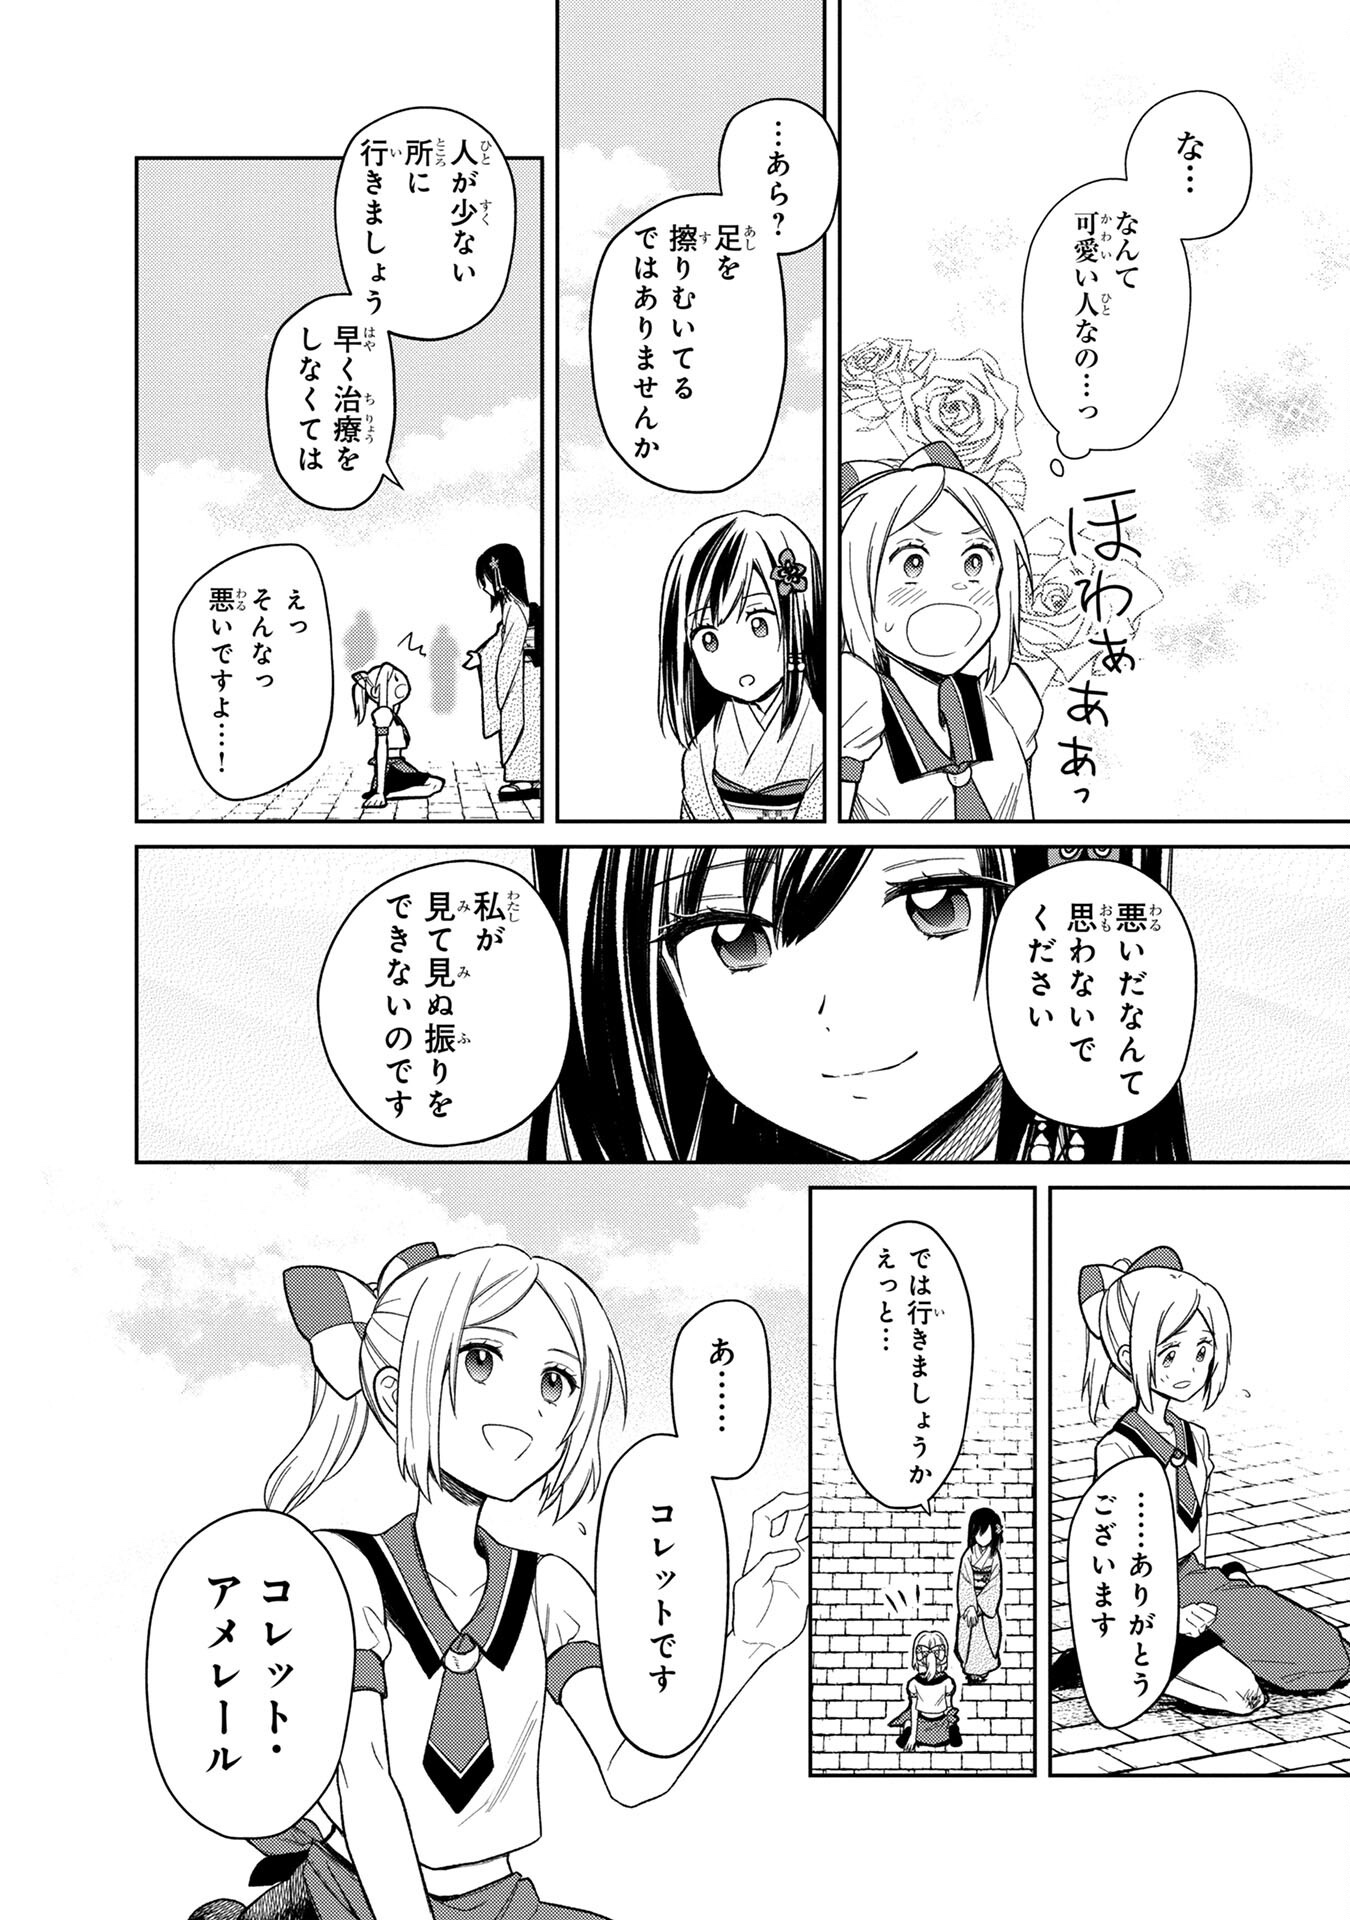 な…
なんて
可愛い人なの…っ
ほわぁぁああっ
…あら?
足を
擦りむいてる
ではありませんか
人が少ない
所に
行きましょう
早く治療を
しなくては
えっ
そんなっ
悪いですよ…!
悪いだなんて
思わないで
ください
私が
見て見ぬ振りを
できないのです
……ありがとう
ございます
では行きましょうか
えっと…
あ……
コレットです
コレット・
アメレール